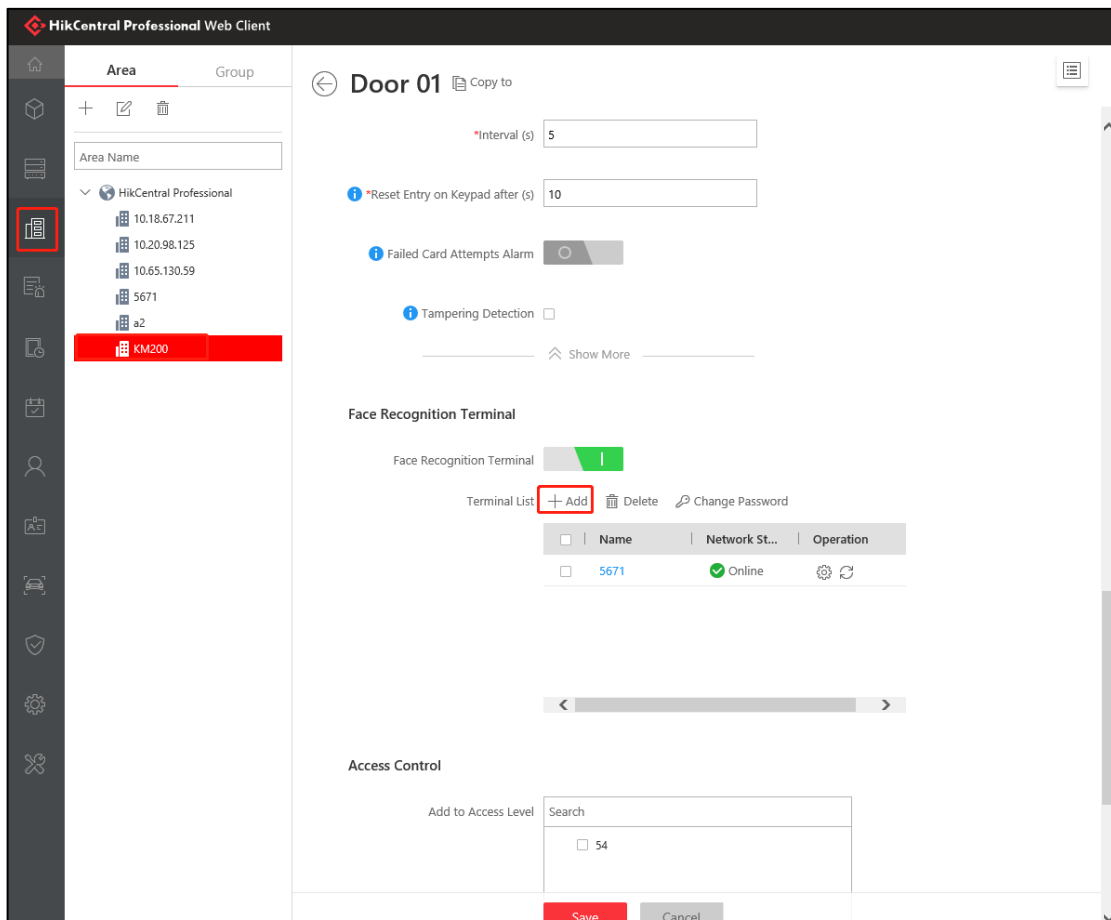 HikCentral Professional Web Client
Area
Group
Area Name
HikCentral Professional
10.18.67.211
10.20.98.125
10.65.130.59
5671
a2
KM200
Door 01
Copy to
*Interval (s)
5
*Reset Entry on Keypad after (s)
10
Failed Card Attempts Alarm
Tampering Detection
Show More
Face Recognition Terminal
Face Recognition Terminal
Terminal List
Add
Delete
Change Password
Name
Network St...
Operation
5671
Online
Access Control
Add to Access Level
Search
54
Save
Cancel